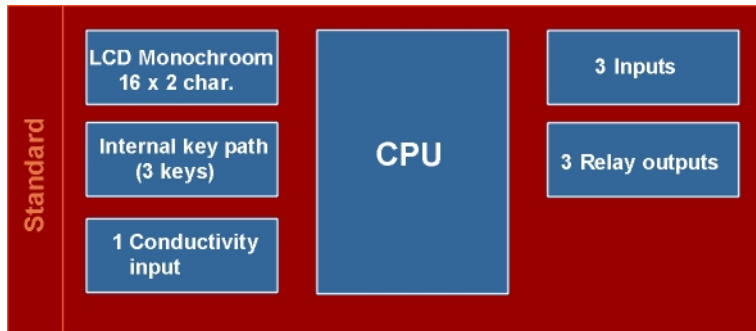 Standard
LCD Monochroom
16 x 2 char.
Internal key path
(3 keys)
1 Conductivity
input
CPU
3 Inputs
3 Relay outputs